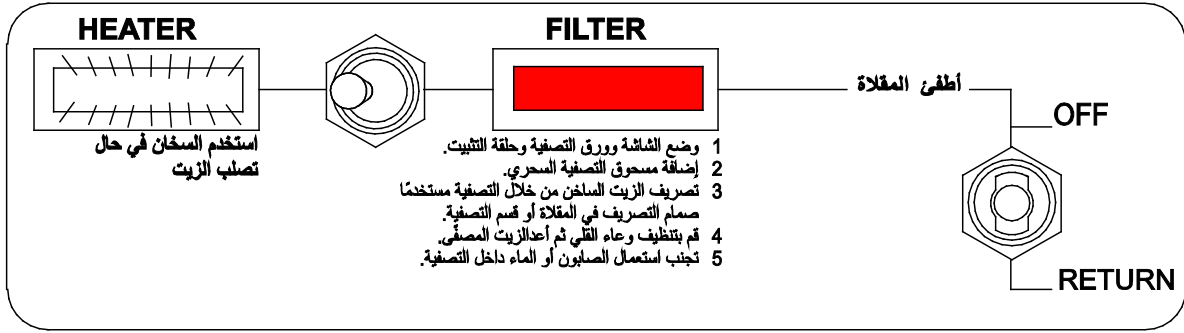 HEATER
استخدم السخان في حال
تصلب الزيت
FILTER
1 وضع الشاشة وورق التصفية وحلقة التثبيت.
2 إضافة مسحوق التصفية السحري.
3 تصريف الزيت الساخن من خلال التصفية مستخدمًا
صمام التصريف في المقلاة أو قسم التصفية.
4 قم بتنظيف وعاء القلي ثم أعدالزيت المصفّى.
5 تجنب استعمال الصابون أو الماء داخل التصفية.
أطفئ المقلاة
OFF
RETURN